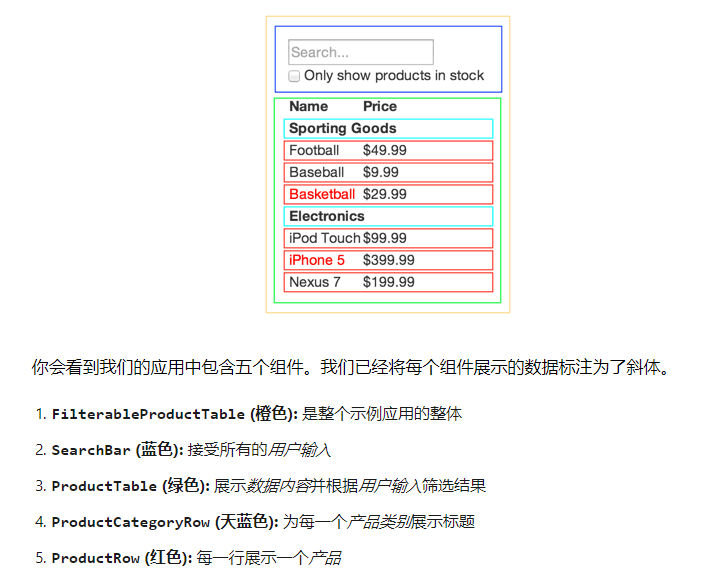 Search...
Only show products in stock
Name Price
Sporting Goods
Football $49.99
Baseball $9.99
Basketball $29.99
Electronics
iPod Touch $99.99
iPhone 5 $399.99
Nexus 7 $199.99
你会看到我们的应用中包含五个组件。我们已经将每个组件展示的数据标注为了斜体。
1. FilterableProductTable (橙色): 是整个示例应用的整体
2. SearchBar (蓝色): 接受所有的用户输入
3. ProductTable (绿色): 展示数据内容并根据用户输入筛选结果
4. ProductCategoryRow (天蓝色): 为每一个产品类别展示标题
5. ProductRow (红色): 每一行展示一个产品